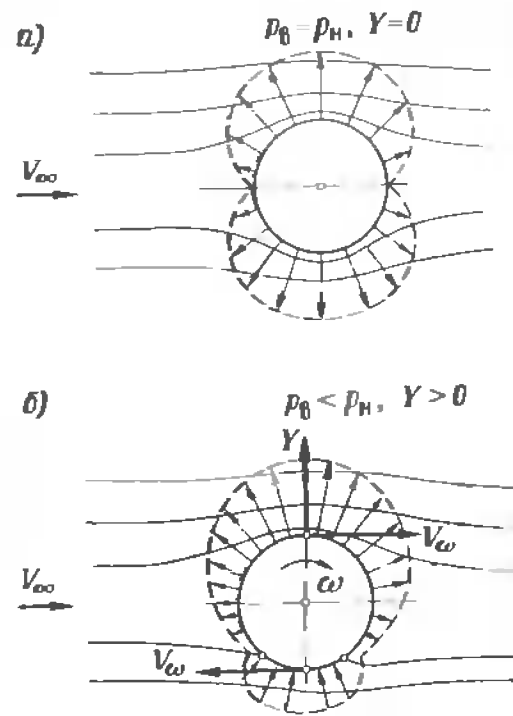 а)
p_в = p_н, Y=0
V∞
б)
p_в < p_н, Y > 0
Y
V_ω
ω
V∞
V_ω